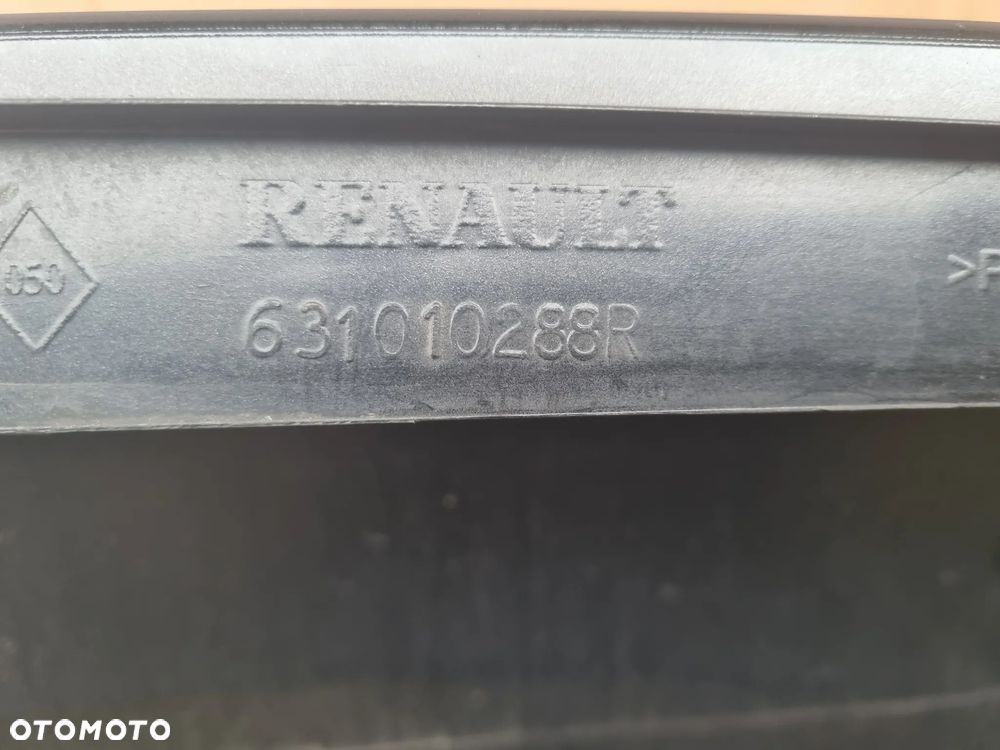 RENAULT
050
631010288R
>P
OTOMOTO